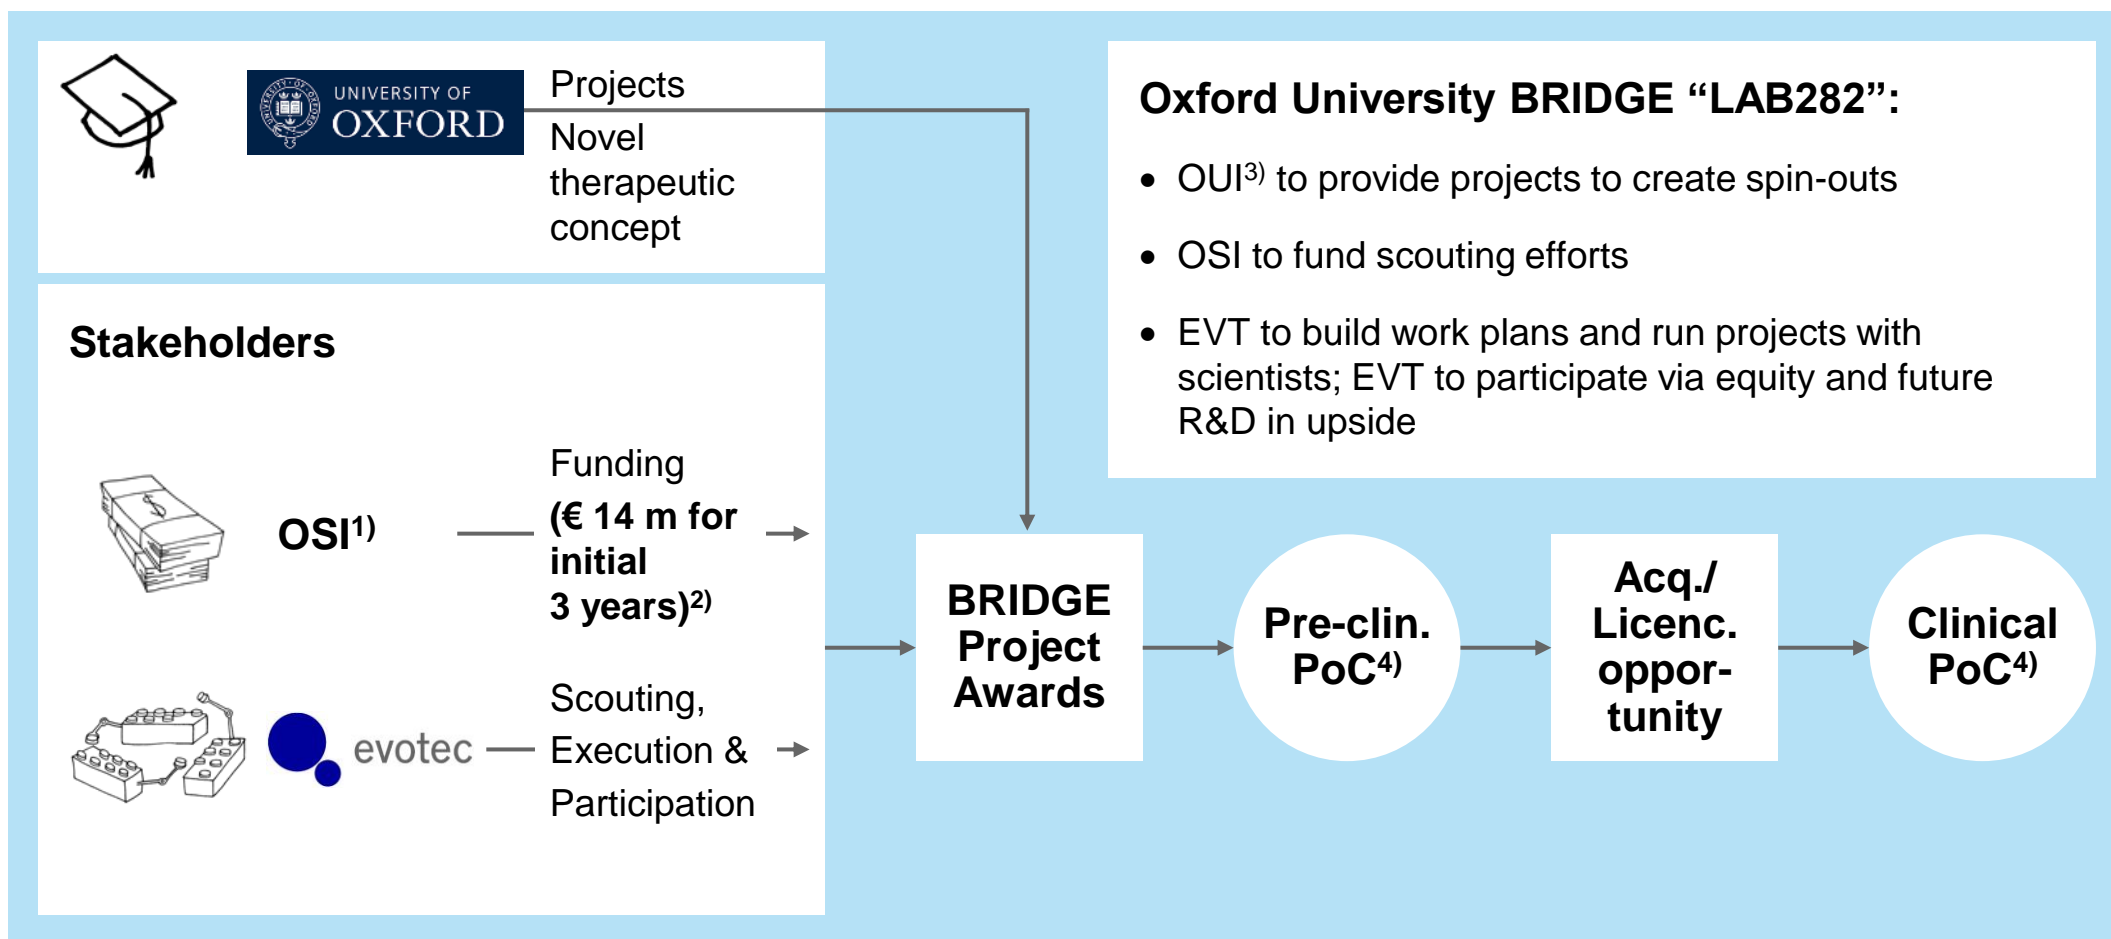 UNIVERSITY OF
OXFORD
Projects
Novel
therapeutic
concept
Stakeholders
OSI1)
Funding
(€ 14 m for
initial
3 years)2)
evotec
Scouting,
Execution &
Participation
Oxford University BRIDGE “LAB282”:
• OUI3) to provide projects to create spin-outs
• OSI to fund scouting efforts
• EVT to build work plans and run projects with
scientists; EVT to participate via equity and future
R&D in upside
BRIDGE
Project
Awards
Pre-clin.
PoC4)
Acq./
Licenc.
oppor-
tunity
Clinical
PoC4)